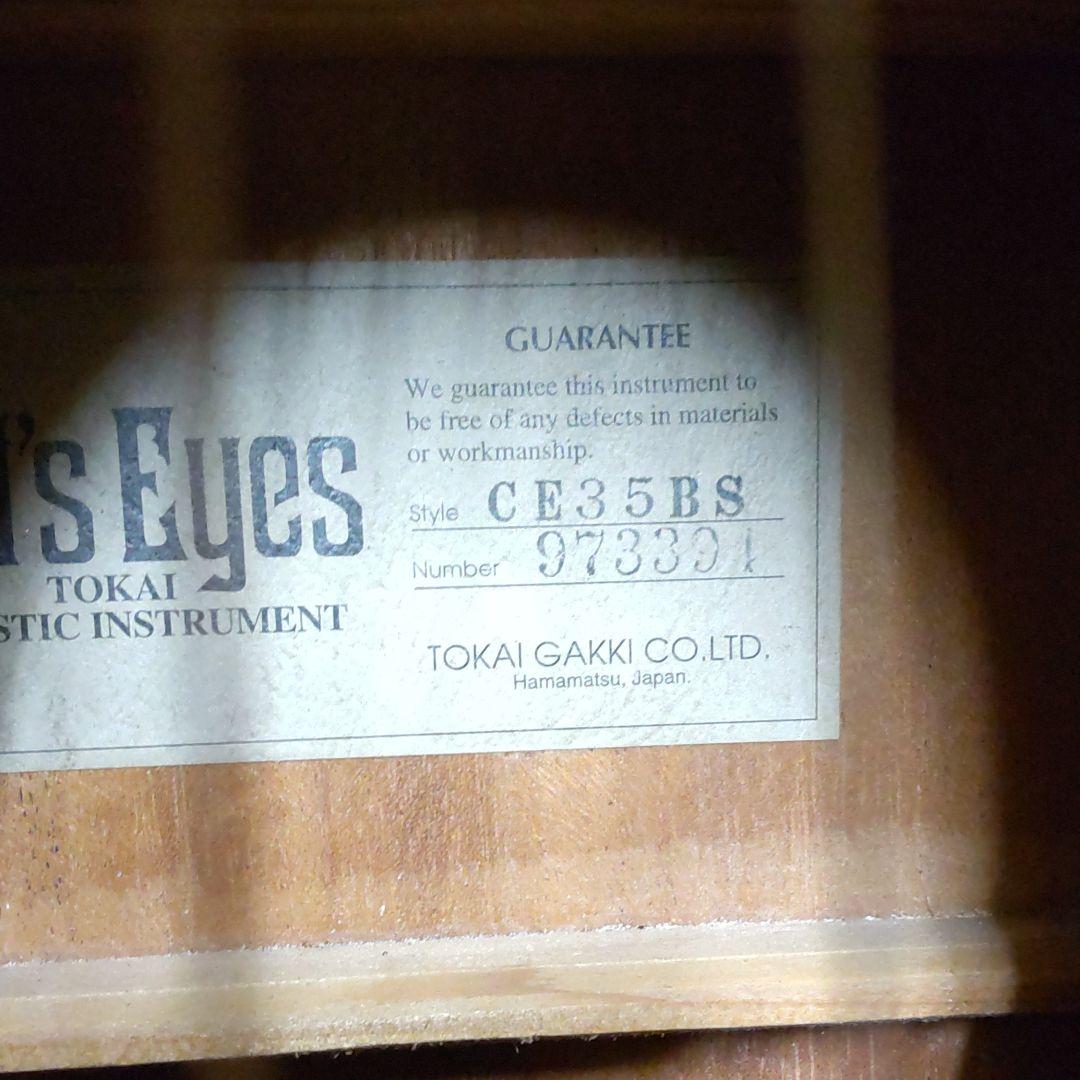 's Eyes
TOKAI
STIC INSTRUMENT
GUARANTEE
We guarantee this instrument to
be free of any defects in materials
or workmanship.
Style CE35BS
Number 973391
TOKAI GAKKI CO.LTD.
Hamamatsu, Japan.